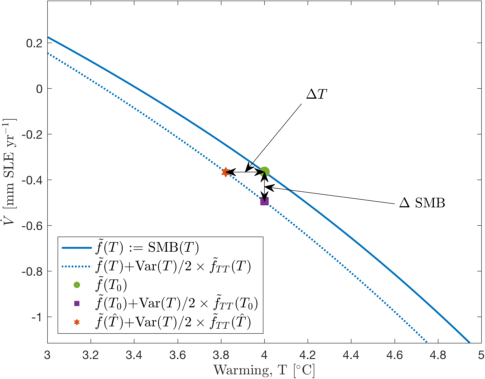 0.2
0
-0.2
-0.4
-0.6
-0.8
-1
V̇ [mm SLE yr⁻¹]
ΔT
Δ SMB
f̃(T) := SMB(T)
f̃(T)+Var(T)/2 × f̃_TT(T)
f̃(T₀)
f̃(T₀)+Var(T)/2 × f̃_TT(T₀)
f̃(T̂)+Var(T)/2 × f̃_TT(T̂)
3 3.2 3.4 3.6 3.8 4 4.2 4.4 4.6 4.8 5
Warming, T [°C]